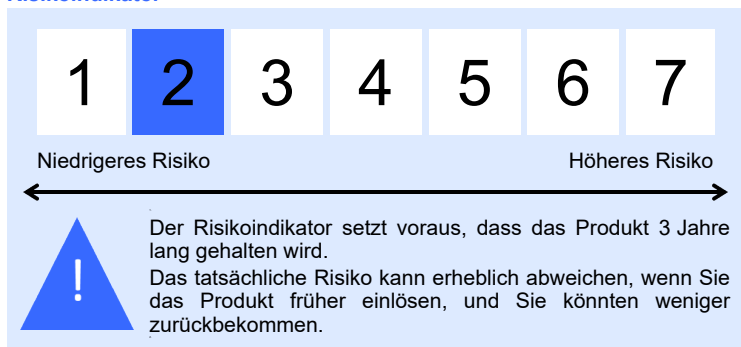 Risikoindikator
1 2 3 4 5 6 7
Niedrigeres Risiko Höheres Risiko
Der Risikoindikator setzt voraus, dass das Produkt 3 Jahre
lang gehalten wird.
!
Das tatsächliche Risiko kann erheblich abweichen, wenn Sie
das Produkt früher einlösen, und Sie könnten weniger
zurückbekommen.